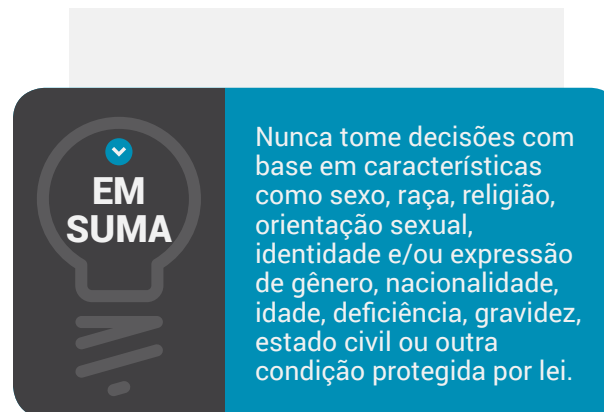 EM
SUMA
Nunca tome decisões com
base em características
como sexo, raça, religião,
orientação sexual,
identidade e/ou expressão
de gênero, nacionalidade,
idade, deficiência, gravidez,
estado civil ou outra
condição protegida por lei.